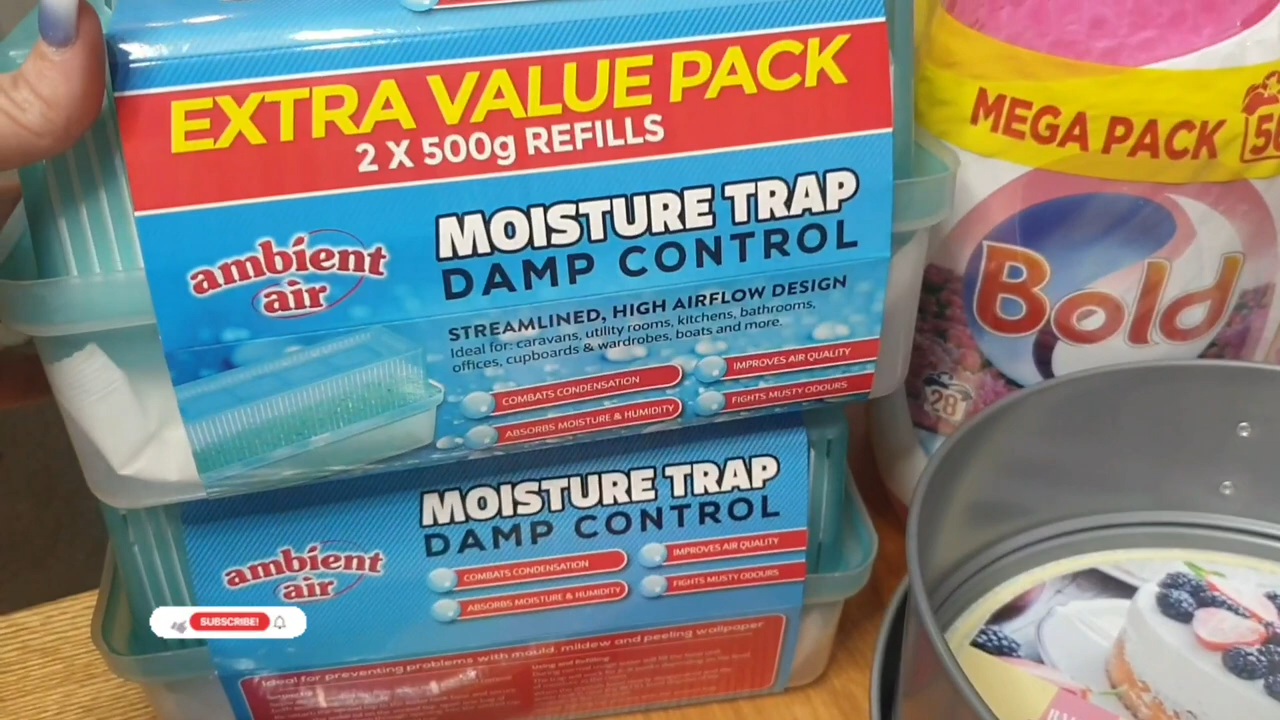 EXTRA VALUE PACK
2 X 500g REFILLS
ambient
air
MOISTURE TRAP
DAMP CONTROL
STREAMLINED, HIGH AIRFLOW DESIGN
Ideal for: caravans, utility rooms, kitchens, bathrooms,
offices, cupboards & wardrobes, boats and more.
COMBATS CONDENSATION
IMPROVES AIR QUALITY
ABSORBS MOISTURE & HUMIDITY
FIGHTS MUSTY ODOURS
MEGA PACK
Bold
28
ambient
air
MOISTURE TRAP
DAMP CONTROL
COMBATS CONDENSATION
IMPROVES AIR QUALITY
ABSORBS MOISTURE & HUMIDITY
FIGHTS MUSTY ODOURS
SUBSCRIBE!
Ideal for preventing problems with mould, mildew and peeling wallpaper
Using and Refilling: